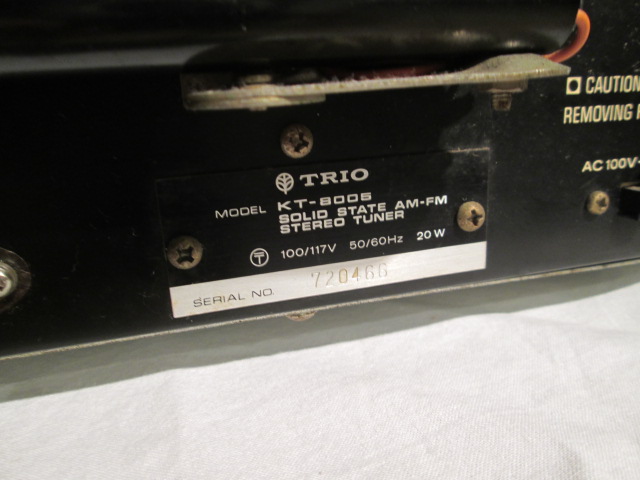 TRIO
MODEL KT-8005
SOLID STATE AM-FM
STEREO TUNER
T 100/117V 50/60Hz 20W
SERIAL NO. 720466
CAUTION
REMOVING
AC 100V-